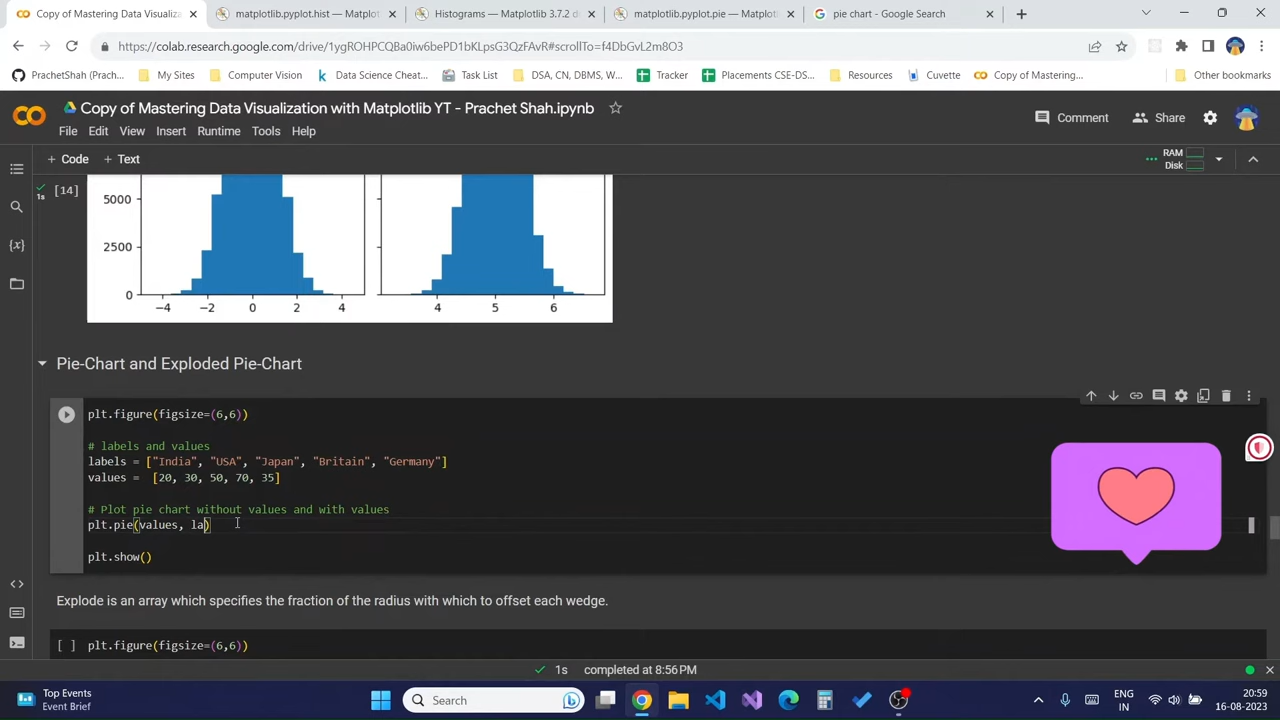 Copy of Mastering Data Visualiza
matplotlib.pyplot.hist — Matplotlib
Histograms — Matplotlib 3.7.2 d
matplotlib.pyplot.pie — Matplotl
pie chart - Google Search
https://colab.research.google.com/drive/1ygROHPCQBa0iw6bePD1bKLpsG3QzFAvR#scrollTo=f4DbGvL2m8O3
PrachetShah (Prach...
My Sites
Computer Vision
Data Science Cheat...
Task List
DSA, CN, DBMS, W...
Tracker
Placements CSE-DS...
Resources
Cuvette
Copy of Mastering...
Other bookmarks
Copy of Mastering Data Visualization with Matplotlib YT - Prachet Shah.ipynb
Comment
Share
File Edit View Insert Runtime Tools Help
+ Code + Text
RAM
Disk
1s
[14]
5000
2500
0
−4 −2 0 2 4
4 5 6
Pie-Chart and Exploded Pie-Chart
plt.figure(figsize=(6,6))
# labels and values
labels = ["India", "USA", "Japan", "Britain", "Germany"]
values = [20, 30, 50, 70, 35]
# Plot pie chart without values and with values
plt.pie(values, la)
plt.show()
Explode is an array which specifies the fraction of the radius with which to offset each wedge.
[ ] plt.figure(figsize=(6,6))
1s completed at 8:56 PM
Top Events
Event Brief
Search
ENG
IN
20:59
16-08-2023